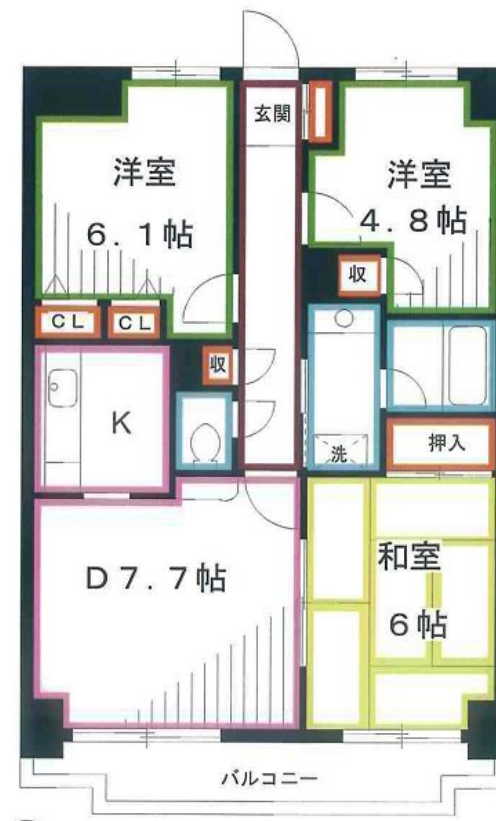 玄関
洋室
6.1帖
洋室
4.8帖
収
CL
CL
収
K
洗
押入
D7.7帖
和室
6帖
バルコニー